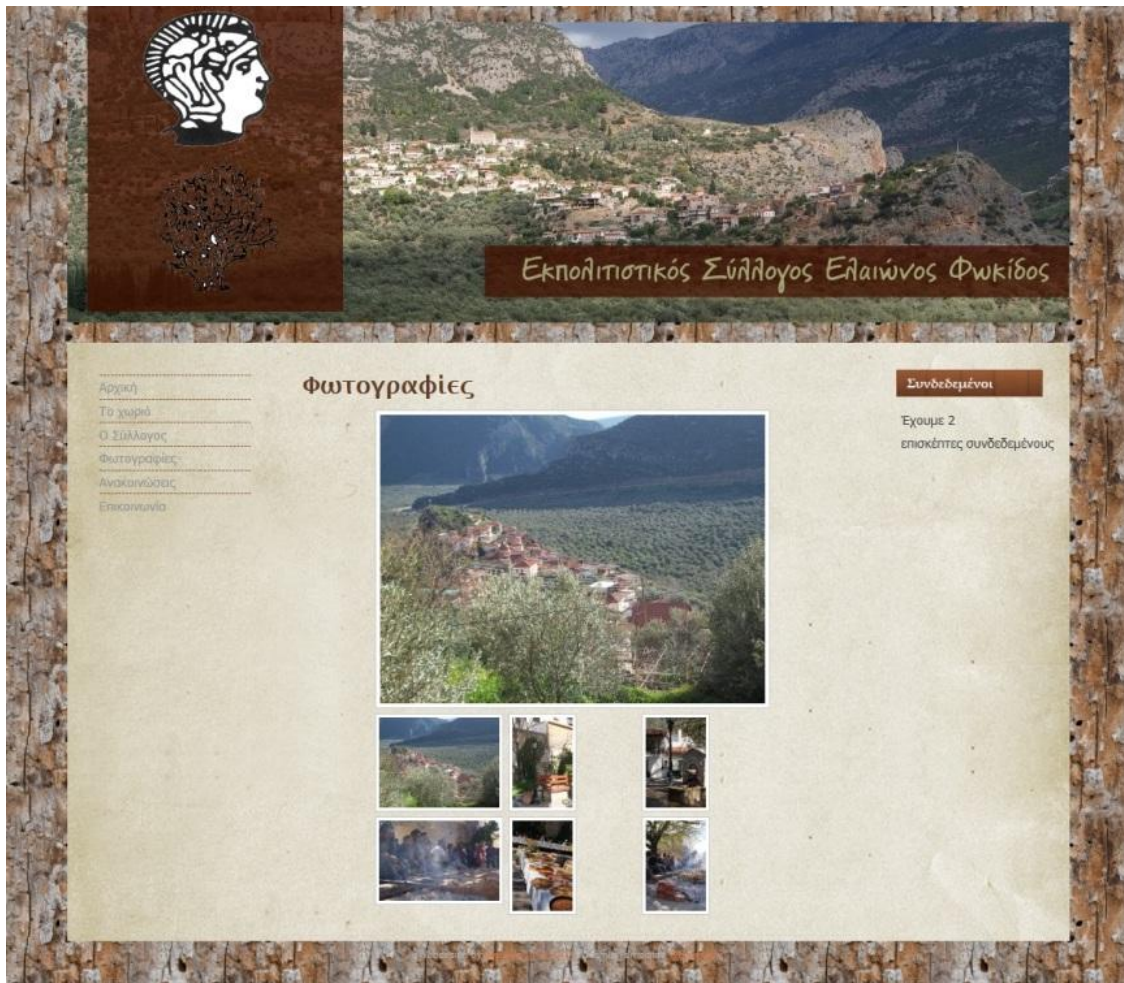 Εκπολιτιστικός Σύλλογος Ελαιώνος Φωκίδος
Αρχική
Το χωριό
Ο Σύλλογος
Φωτογραφίες
Ανακοινώσεις
Επικοινωνία
Φωτογραφίες
Συνδεδεμένοι
Έχουμε 2
επισκέπτες συνδεδεμένους